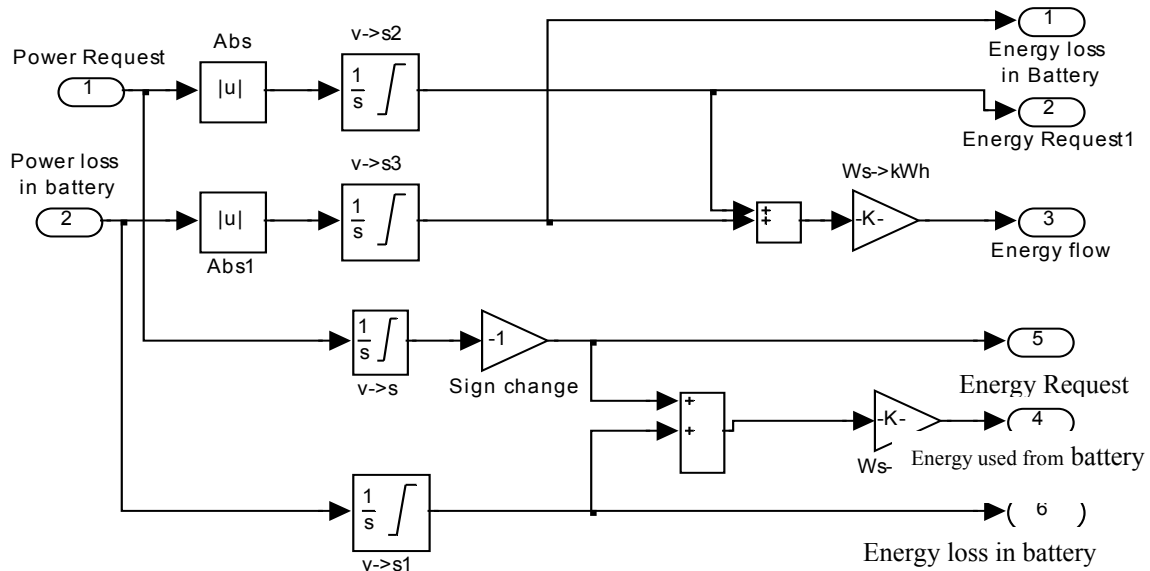 Power Request
1
Abs
|u|
v->s2
1
s
1
Energy loss
in Battery
2
Energy Request1
Power loss
in battery
2
|u|
Abs1
v->s3
1
s
+
+
Ws->kWh
-K-
3
Energy flow
1
s
v->s
-1
Sign change
5
Energy Request
+
+
-K-
Ws-
4
Energy used from battery
1
s
v->s1
6
Energy loss in battery